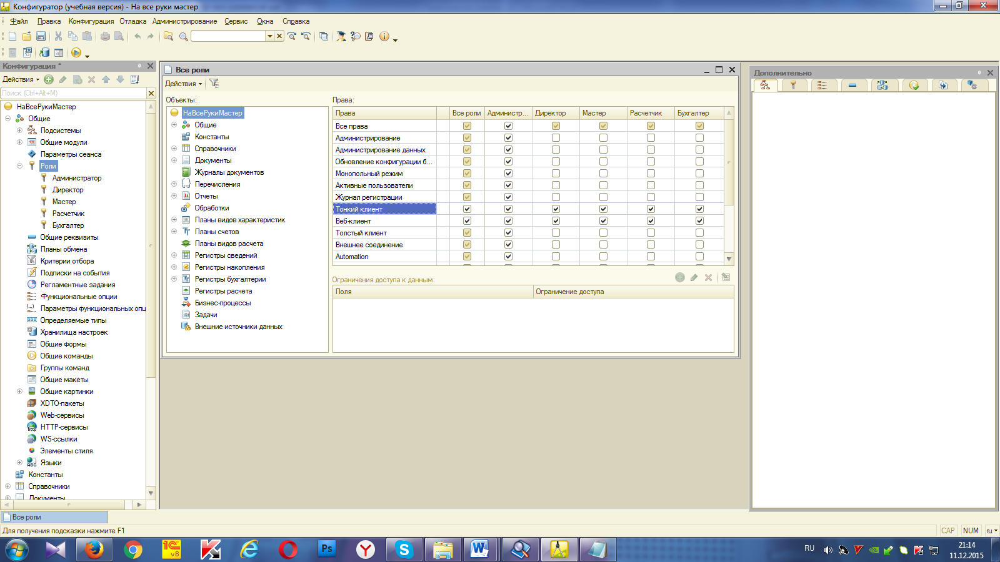 Конфигуратор (учебная версия) - На все руки мастер
Файл Правка Конфигурация Отладка Администрирование Сервис Окна Справка
Конфигурация *
Действия
Поиск (Ctrl+Alt+M)
НаВсеРукиМастер
Общие
Подсистемы
Общие модули
Параметры сеанса
Роли
Администратор
Директор
Мастер
Расчетчик
Бухгалтер
Общие реквизиты
Планы обмена
Критерии отбора
Подписки на события
Регламентные задания
Функциональные опции
Параметры функциональных опц
Определяемые типы
Хранилища настроек
Общие формы
Общие команды
Группы команд
Общие макеты
Общие картинки
XDTO-пакеты
Web-сервисы
HTTP-сервисы
WS-ссылки
Элементы стиля
Языки
Константы
Справочники
Документы
Все роли
Действия
Объекты:
НаВсеРукиМастер
Общие
Константы
Справочники
Документы
Журналы документов
Перечисления
Отчеты
Обработки
Планы видов характеристик
Планы счетов
Планы видов расчета
Регистры сведений
Регистры накопления
Регистры бухгалтерии
Регистры расчета
Бизнес-процессы
Задачи
Внешние источники данных
Права:
Права Все роли Администр... Директор Мастер Расчетчик Бухгалтер
Все права
Администрирование
Администрирование данных
Обновление конфигурации б...
Монопольный режим
Активные пользователи
Журнал регистрации
Тонкий клиент
Веб-клиент
Толстый клиент
Внешнее соединение
Automation
Ограничения доступа к данным:
Поля Ограничение доступа
Дополнительно
Все роли
Для получения подсказки нажмите F1
CAP NUM ru
RU
21:14
11.12.2015